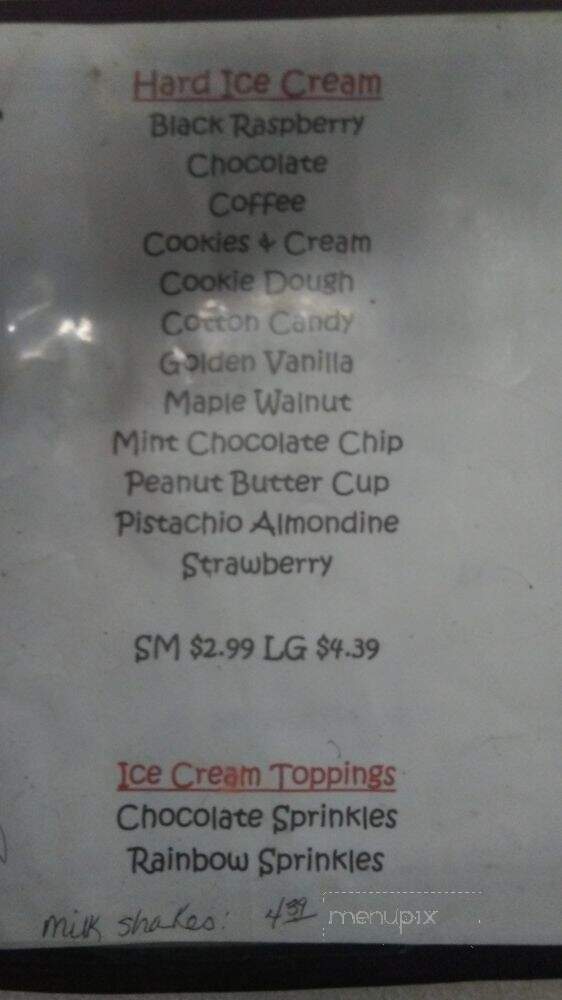 Hard Ice Cream
Black Raspberry
Chocolate
Coffee
Cookies & Cream
Cookie Dough
Cotton Candy
Golden Vanilla
Maple Walnut
Mint Chocolate Chip
Peanut Butter Cup
Pistachio Almondine
Strawberry
SM $2.99 LG $4.39
Ice Cream Toppings
Chocolate Sprinkles
Rainbow Sprinkles
milk shakes: 4.39
menupix